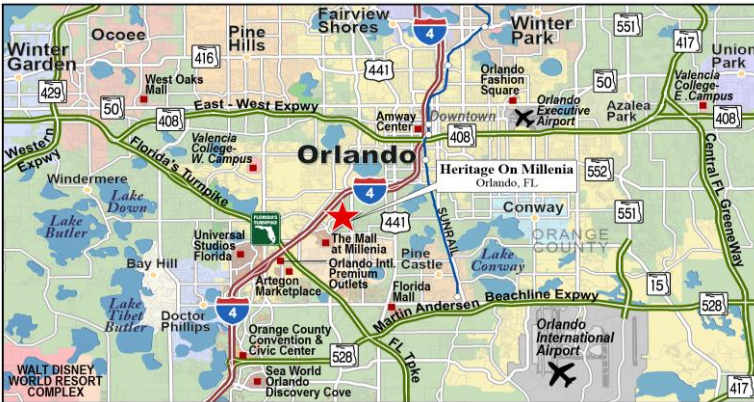 Fairview
Shores
Winter
Park
Ocoee
Pine
Hills
Winter
Garden
416
441
4
551
417
Union
Park
West Oaks
Mall
Orlando
Fashion
Square
50
Valencia
College-
E. Campus
429
50
408
East - West Expwy
Amway
Center
Downtown
Orlando
Executive
Airport
Azalea
Park
408
408
Western
Expwy
Valencia
College-
W. Campus
Florida's Turnpike
Orlando
Heritage On Millenia
Orlando, FL
552
Central FL GreeneWay
Windermere
Lake
Down
Lake
Butler
4
441
SUNRAIL
Conway
551
ORANGE
COUNTY
FLORIDA'S
TURNPIKE
Universal
Studios
Florida
The Mall
at Millenia
Orlando Intl.
Premium
Outlets
Pine
Castle
Lake
Conway
Bay Hill
Artegon
Marketplace
Florida
Mall
15
Lake
Tibet
Butler
Doctor
Phillips
4
Martin Andersen Beachline Expwy
528
Orange County
Convention &
Civic Center
528
FL Tpke
Orlando
International
Airport
WALT DISNEY
WORLD RESORT
COMPLEX
Sea World
Orlando
Discovery Cove
417